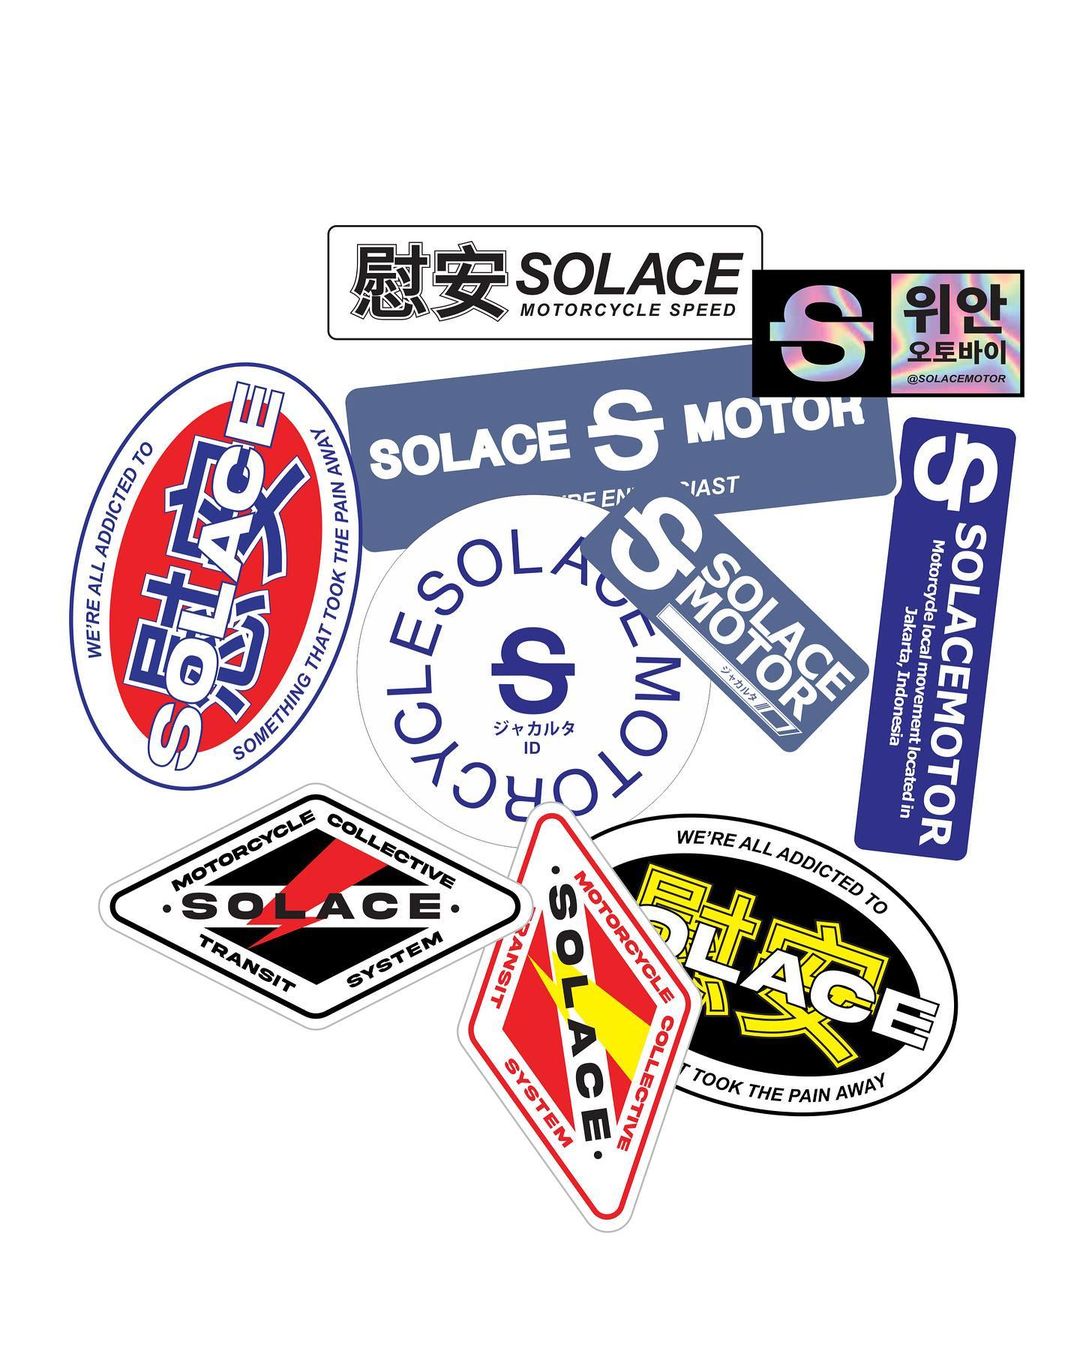 慰安 SOLACE
MOTORCYCLE SPEED
위안
오토바이
@SOLACEMOTOR
SOLACE S MOTOR
SOLACEMOTOR
Motorcycle local movement located in
Jakarta, Indonesia
WE'RE ALL ADDICTED TO
慰安
SOLACE
SOMETHING THAT TOOK THE PAIN AWAY
SOLACEMOTORCYCLE
ジャカルタ
ID
SOLACE
MOTOR
ジャカルタ
MOTORCYCLE COLLECTIVE
·SOLACE·
TRANSIT SYSTEM
MOTORCYCLE COLLECTIVE
·SOLACE·
TRANSIT SYSTEM
WE'RE ALL ADDICTED TO
慰安
SOLACE
TOOK THE PAIN AWAY